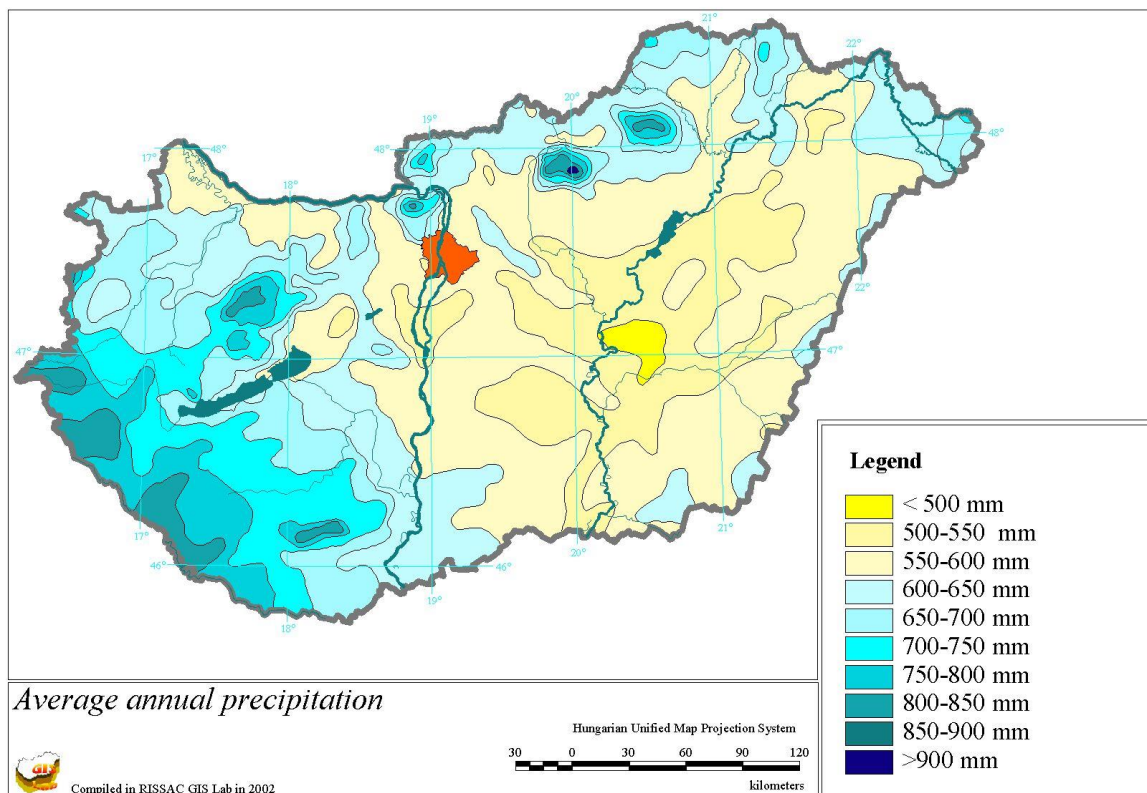 21°
22°
20°
19°
48°
48°
17°
48°
18°
22°
47°
47°
17°
21°
20°
46°
46°
19°
18°
Legend
< 500 mm
500-550 mm
550-600 mm
600-650 mm
650-700 mm
700-750 mm
750-800 mm
800-850 mm
850-900 mm
>900 mm
Average annual precipitation
Hungarian Unified Map Projection System
30 0 30 60 90 120
kilometers
GIS
Compiled in RISSAC GIS Lab in 2002